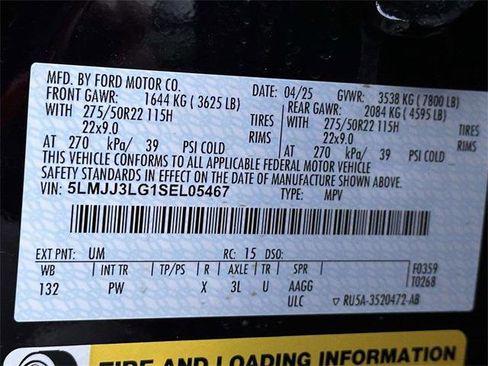 MFD. BY FORD MOTOR CO.
DATE: 04/25 GVWR: 3538 KG (7800 LB)
FRONT GAWR: 1644 KG (3625 LB) REAR GAWR: 2084 KG (4595 LB)
WITH 275/50R22 115H TIRES WITH 275/50R22 115H TIRES
22x9.0 RIMS 22x9.0 RIMS
AT 270 kPa/ 39 PSI COLD AT 270 kPa/ 39 PSI COLD
THIS VEHICLE CONFORMS TO ALL APPLICABLE FEDERAL MOTOR VEHICLE
SAFETY STANDARDS IN EFFECT ON THE DATE OF MANUFACTURE SHOWN ABOVE.
VIN: 5LMJJ3LG1SEL05467 TYPE: MPV
EXT PNT: UM RC: 15 DSO: F0359
WB INT TR TP/PS R AXLE TR SPR T0268
132 PW X 3L U AAGG
ULC ▽ RU5A-3520472-AB
TIRE AND LOADING INFORMATION